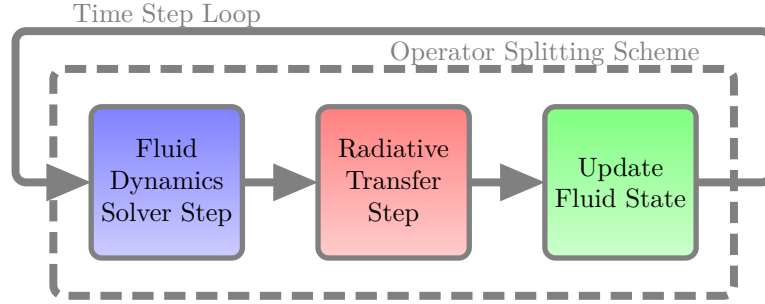 Time Step Loop
Operator Splitting Scheme
Fluid
Dynamics
Solver Step
Radiative
Transfer
Step
Update
Fluid State